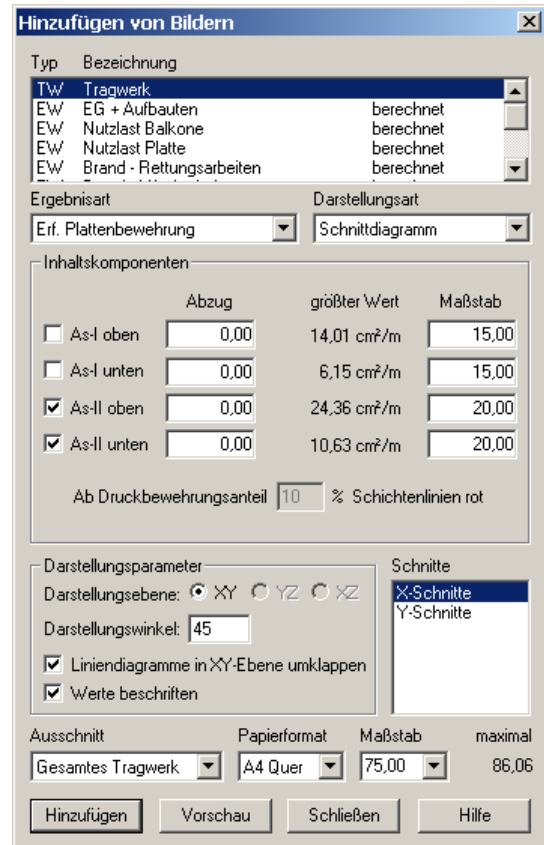 Hinzufügen von Bildern
Typ Bezeichnung
TW Tragwerk
EW EG + Aufbauten berechnet
EW Nutzlast Balkone berechnet
EW Nutzlast Platte berechnet
EW Brand - Rettungsarbeiten berechnet
Ergebnisart Darstellungsart
Erf. Plattenbewehrung Schnittdiagramm
Inhaltskomponenten
Abzug größter Wert Maßstab
As-I oben 0,00 14,01 cm²/m 15,00
As-I unten 0,00 6,15 cm²/m 15,00
As-II oben 0,00 24,36 cm²/m 20,00
As-II unten 0,00 10,63 cm²/m 20,00
Ab Druckbewehrungsanteil 10 % Schichtenlinien rot
Darstellungsparameter Schnitte
Darstellungsebene: XY YZ XZ X-Schnitte
Y-Schnitte
Darstellungswinkel: 45
Liniendiagramme in XY-Ebene umklappen
Werte beschriften
Ausschnitt Papierformat Maßstab maximal
Gesamtes Tragwerk A4 Quer 75,00 86,06
Hinzufügen Vorschau Schließen Hilfe